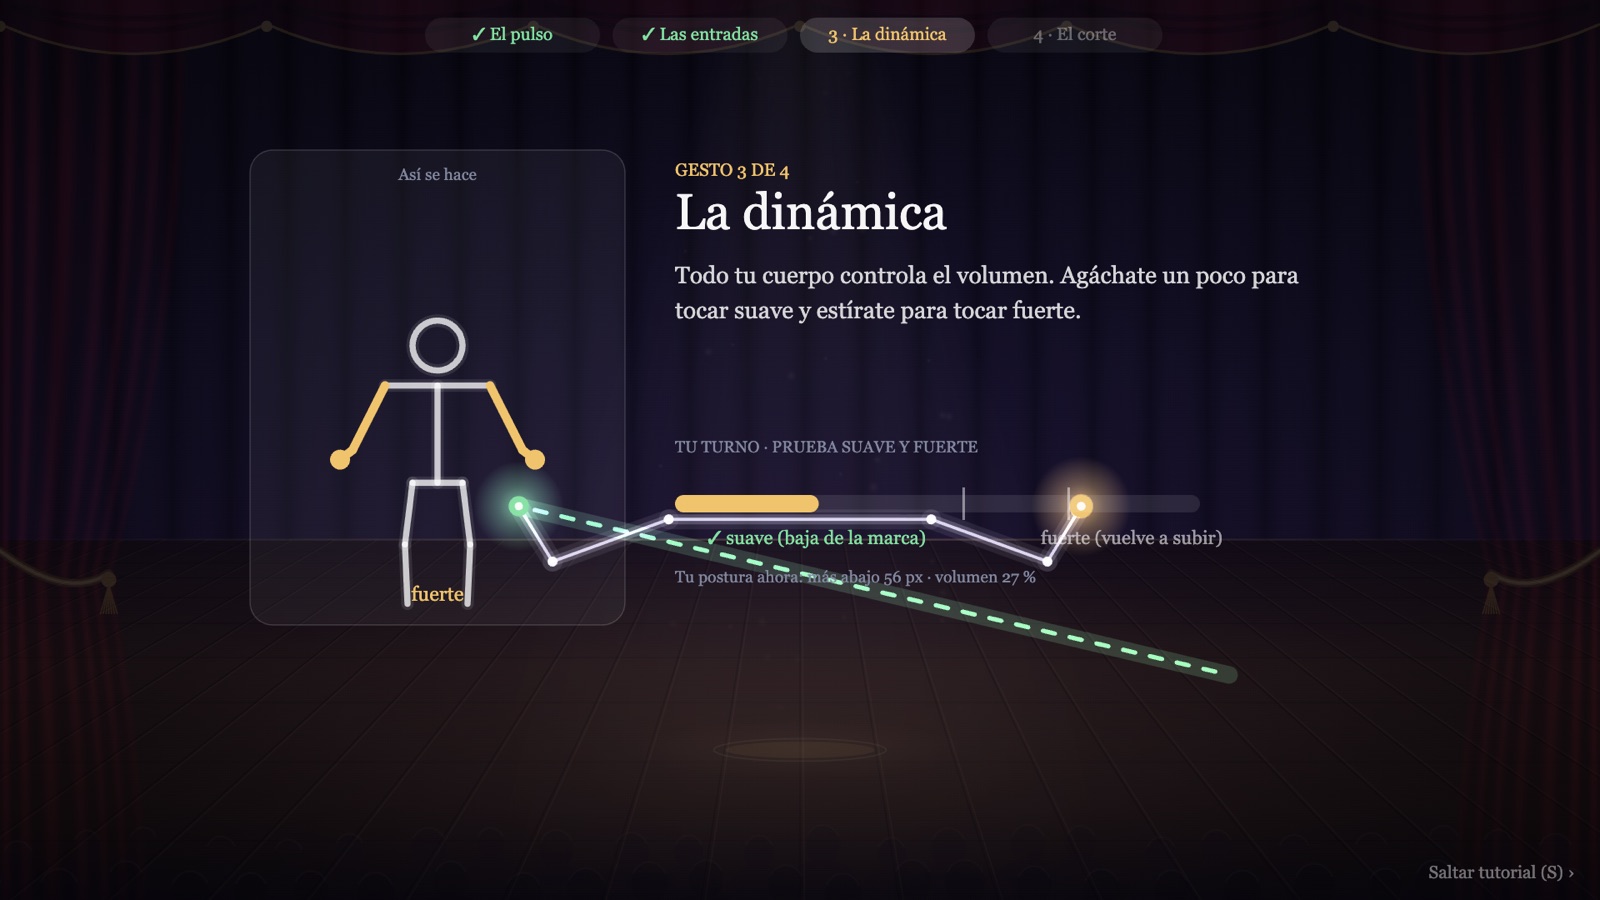 ✓ El pulso
✓ Las entradas
3 · La dinámica
4 · El corte
Así se hace
fuerte
GESTO 3 DE 4
La dinámica
Todo tu cuerpo controla el volumen. Agáchate un poco para
tocar suave y estírate para tocar fuerte.
TU TURNO · PRUEBA SUAVE Y FUERTE
✓ suave (baja de la marca)
fuerte (vuelve a subir)
Tu postura ahora: más abajo 56 px · volumen 27 %
Saltar tutorial (S) ›